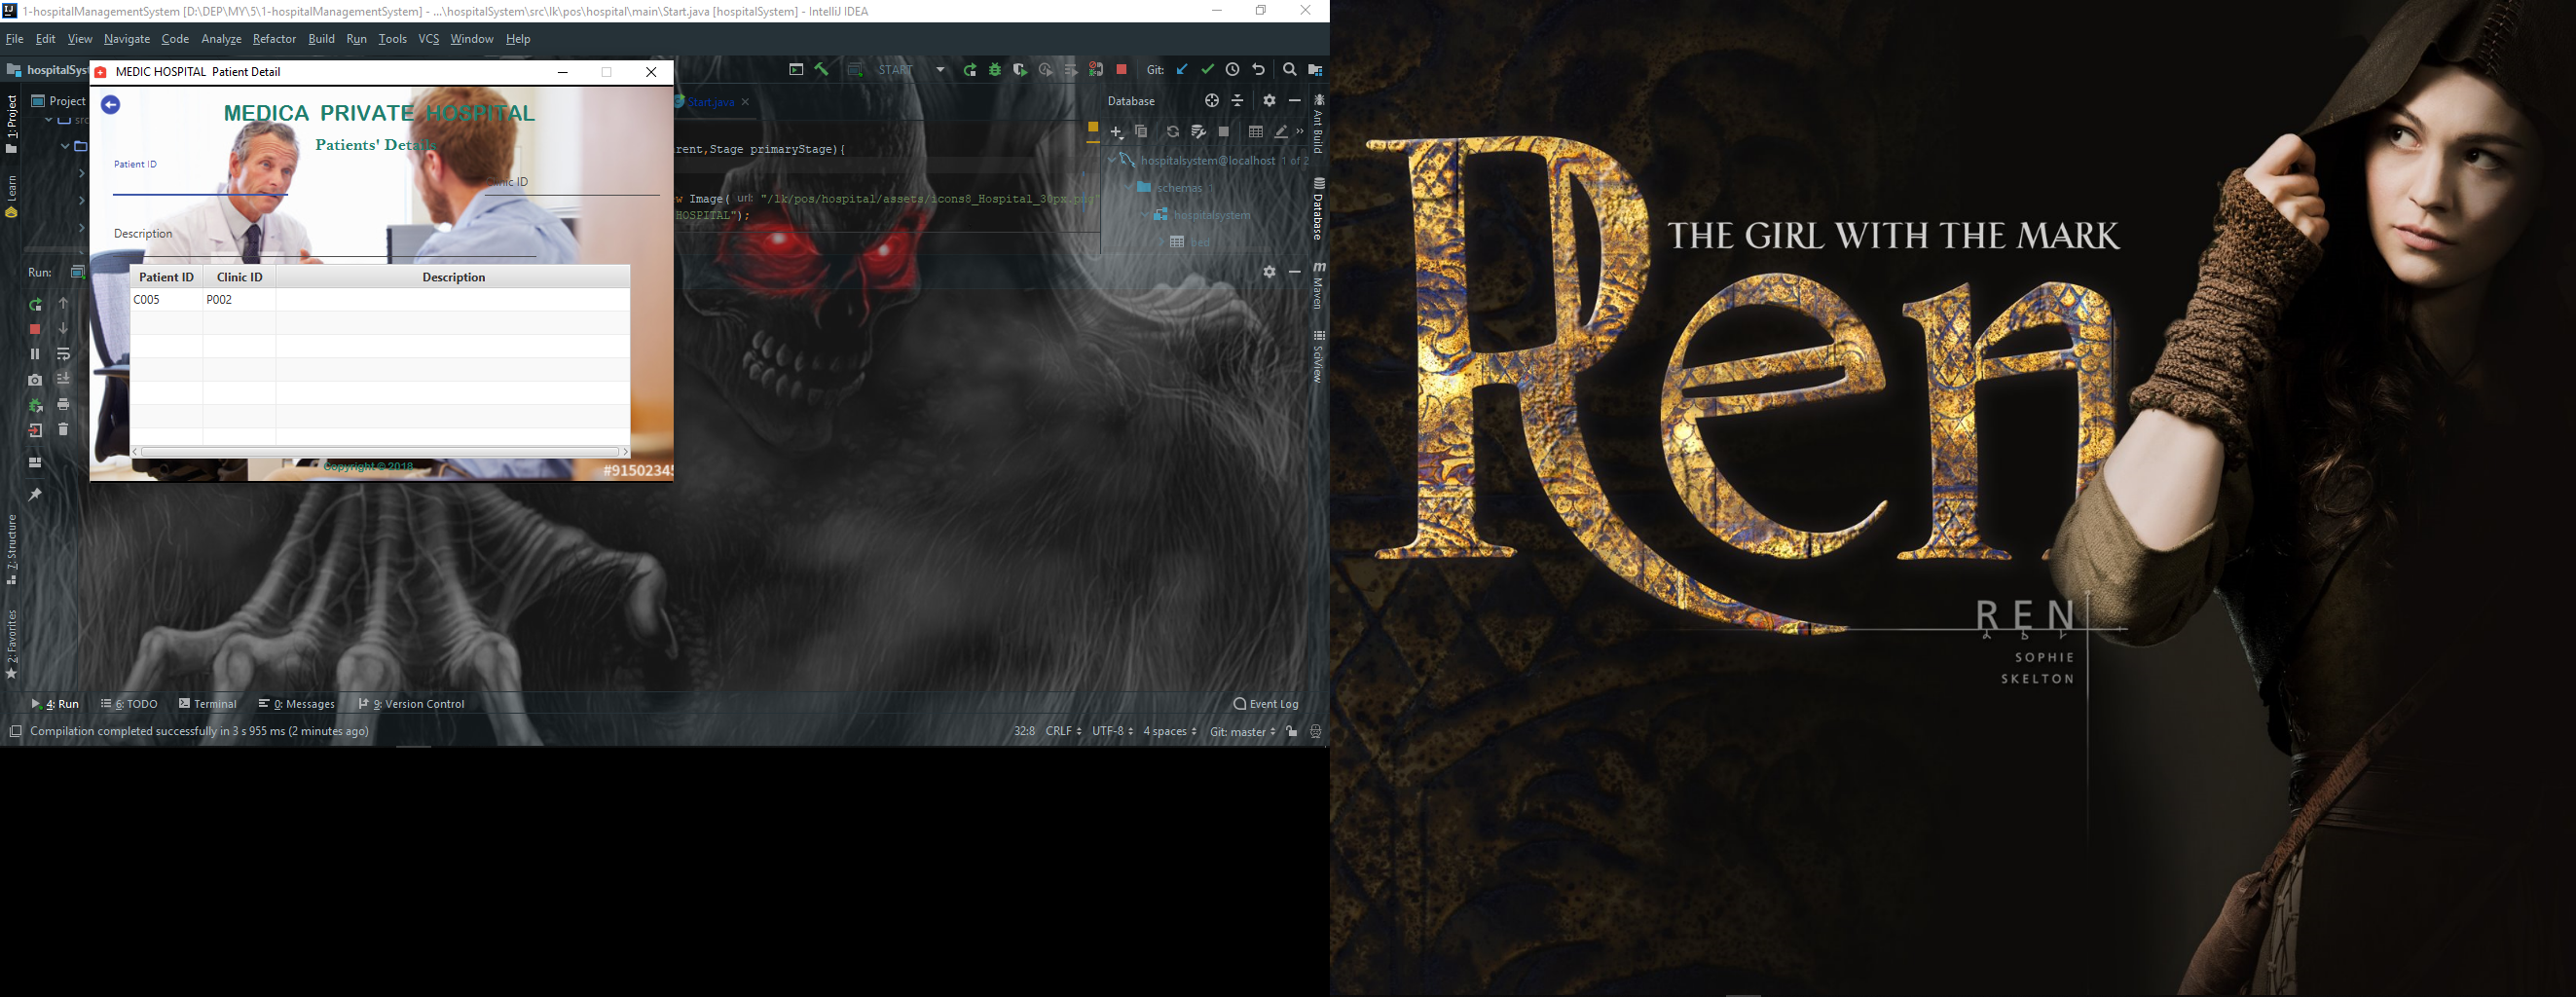 1-hospitalManagementSystem [D:\DEP\MY\5\1-hospitalManagementSystem] - ...\hospitalSystem\src\lk\pos\hospital\main\Start.java [hospitalSystem] - IntelliJ IDEA
File Edit View Navigate Code Analyze Refactor Build Run Tools VCS Window Help
hospitalSys
START
Git:
MEDIC HOSPITAL Patient Detail
1: Project
Learn
Project
src
Start.java
Database
Ant Build
MEDICA PRIVATE HOSPITAL
Patients' Details
Patient ID
Clinic ID
Description
Patient ID Clinic ID Description
C005 P002
Copyright © 2018
#91502345
rent,Stage primaryStage){
w Image( url: "/lk/pos/hospital/assets/icons8_Hospital_30px.png"
HOSPITAL");
hospitalsystem@localhost 1 of 2
schemas 1
hospitalsystem
bed
Database
Maven
SciView
Run:
7: Structure
2: Favorites
4: Run 6: TODO Terminal 0: Messages 9: Version Control
Event Log
Compilation completed successfully in 3 s 955 ms (2 minutes ago)
32:8 CRLF UTF-8 4 spaces Git: master
THE GIRL WITH THE MARK
Ren
REN
SOPHIE
SKELTON